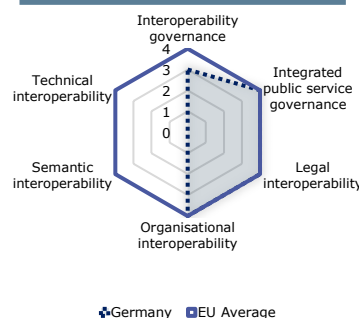 Interoperability
governance
4
3
2
1
0
Integrated
public service
governance
Technical
interoperability
Semantic
interoperability
Legal
interoperability
Organisational
interoperability
Germany EU Average